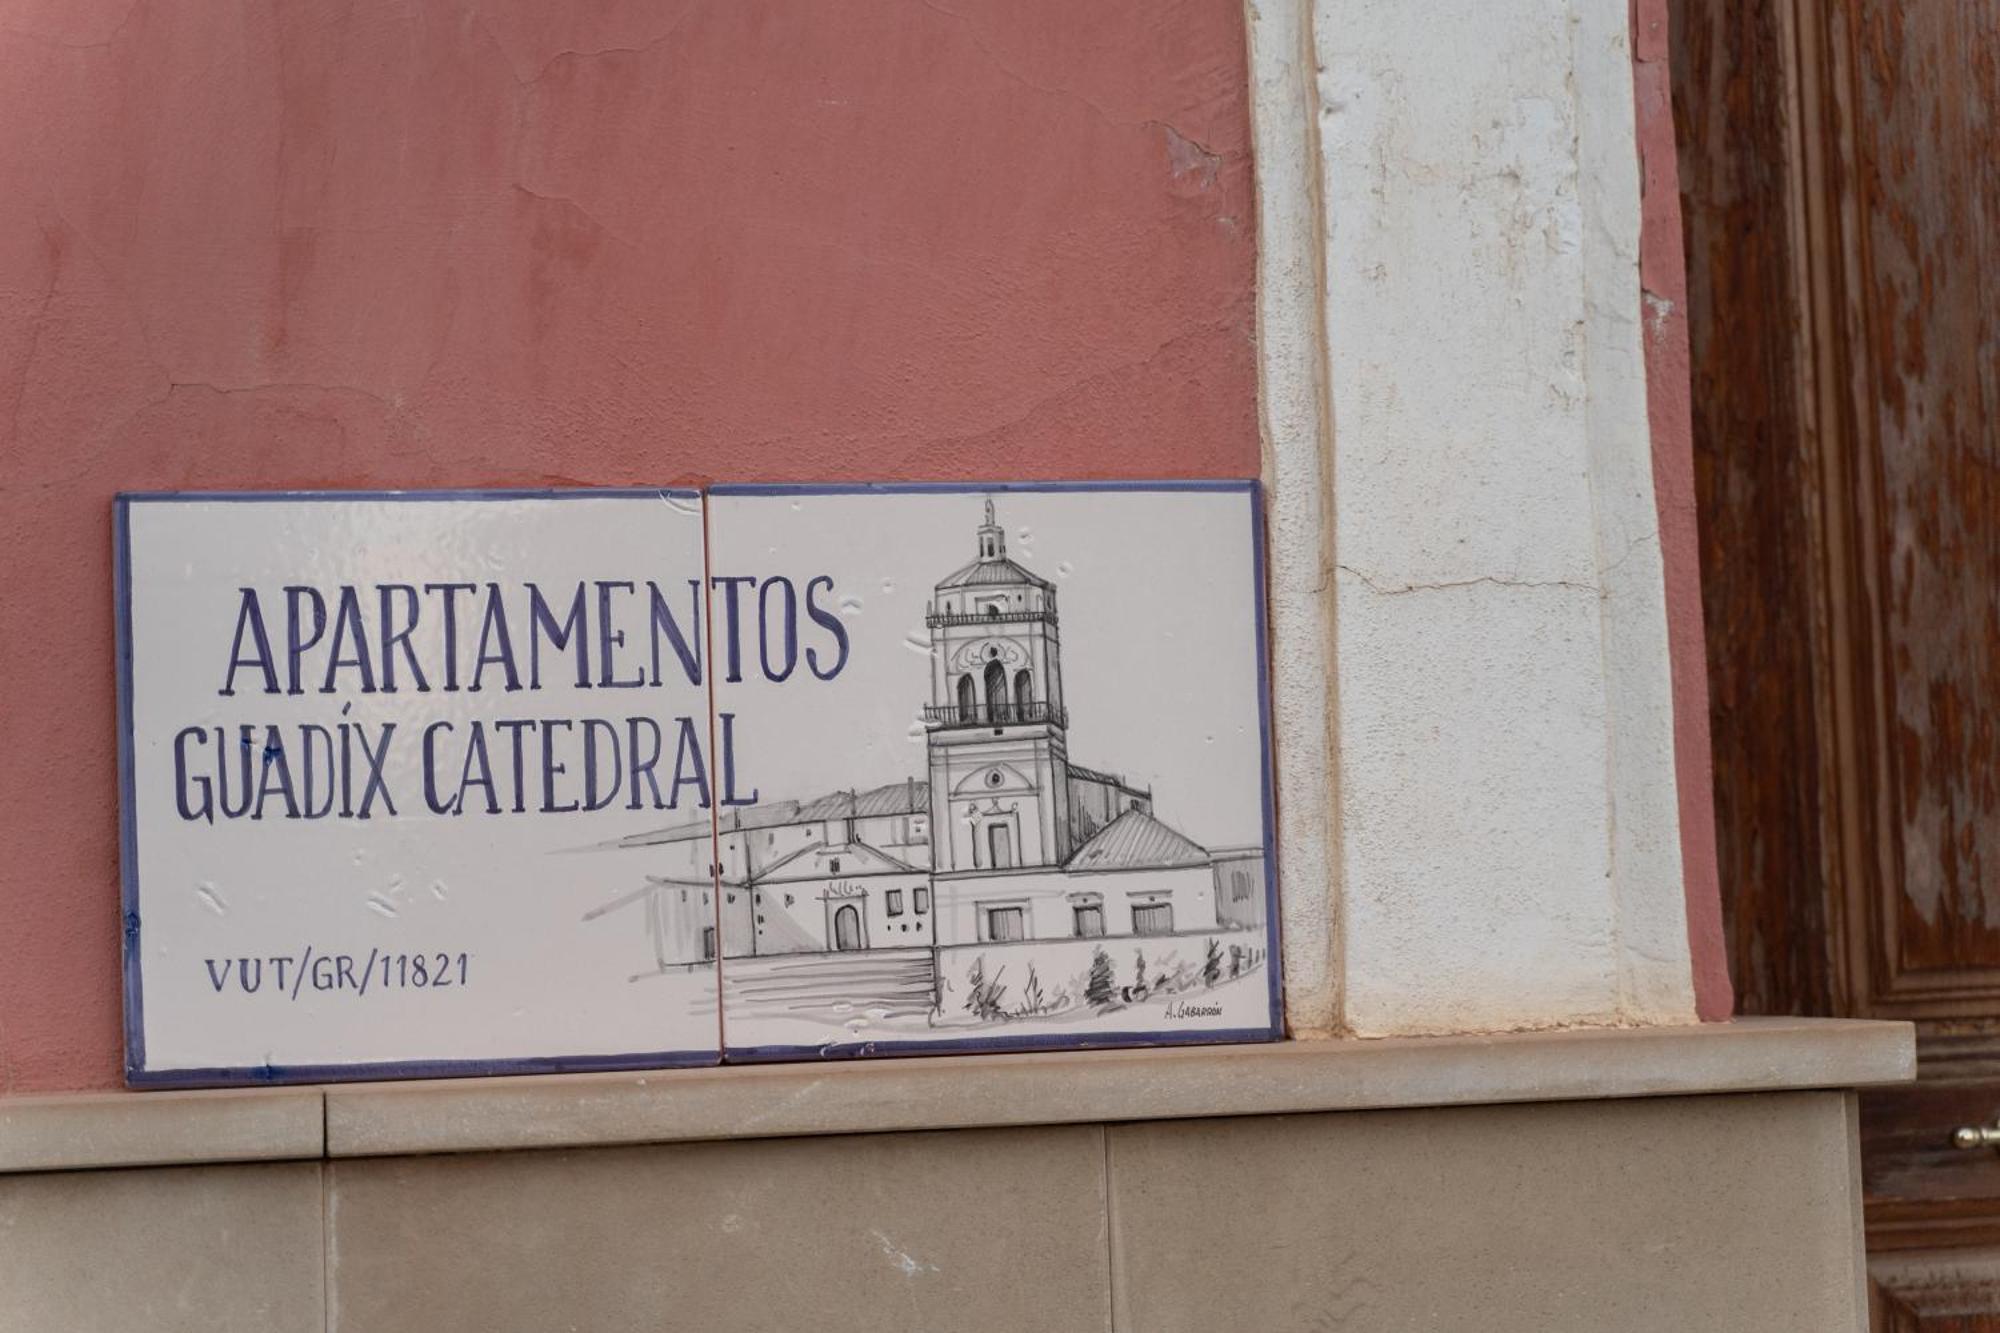 APARTAMENTOS
GUADÍX CATEDRAL
VUT/GR/11821
A. GABARRÓN